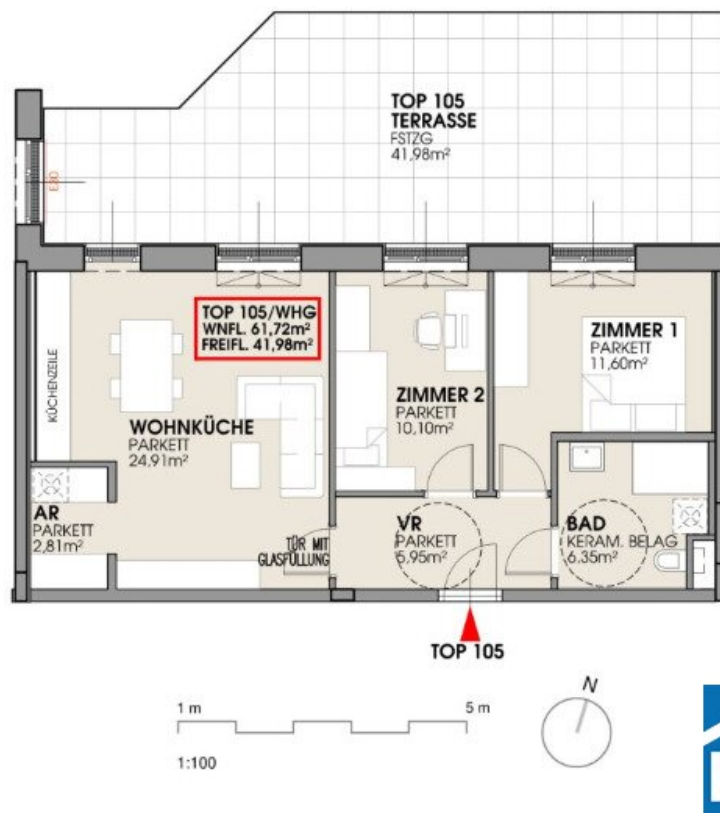 TOP 105
TERRASSE
FSTZG
41,98m²
E20
TOP 105/WHG
WNFL. 61,72m²
FREIFL. 41,98m²
KÜCHENZEILE
WOHNKÜCHE
PARKETT
24,91m²
ZIMMER 2
PARKETT
10,10m²
ZIMMER 1
PARKETT
11,60m²
AR
PARKETT
2,81m²
TÜR MIT
GLASFÜLLUNG
VR
PARKETT
5,95m²
BAD
KERAM. BELAG
6,35m²
TOP 105
1 m
5 m
1:100
N